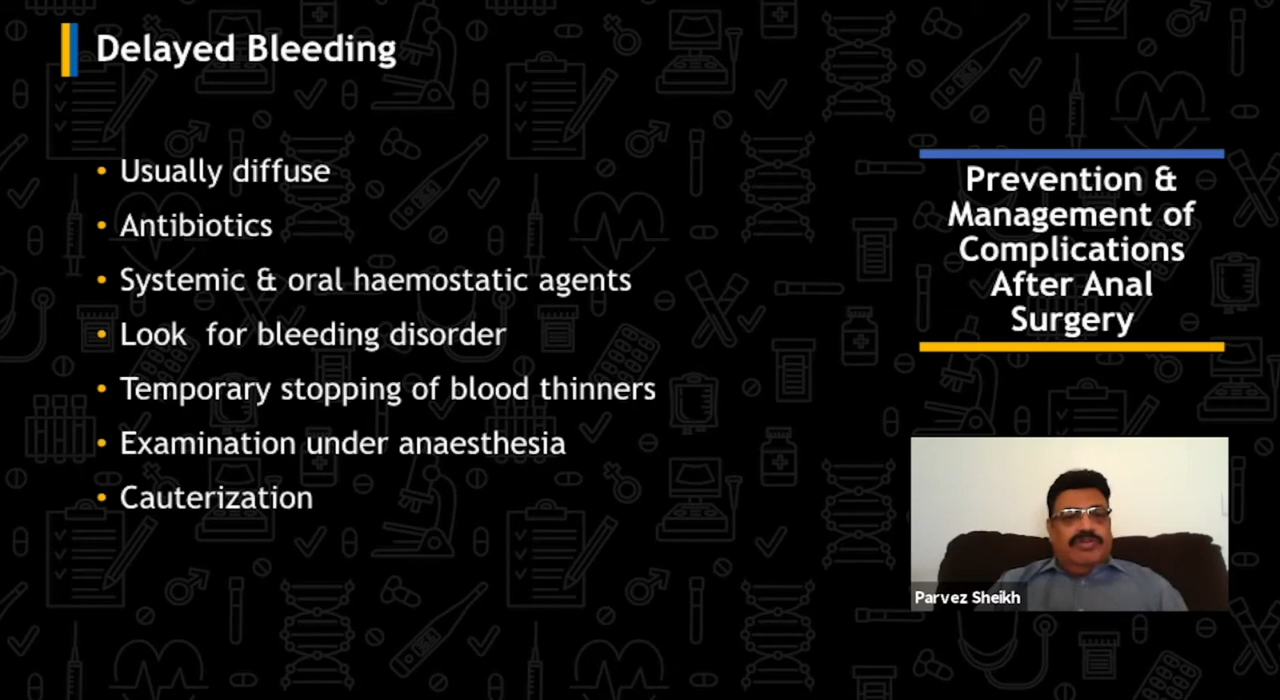 Delayed Bleeding
• Usually diffuse
• Antibiotics
• Systemic & oral haemostatic agents
• Look  for bleeding disorder
• Temporary stopping of blood thinners
• Examination under anaesthesia
• Cauterization
Prevention &
Management of
Complications
After Anal
Surgery
Parvez Sheikh